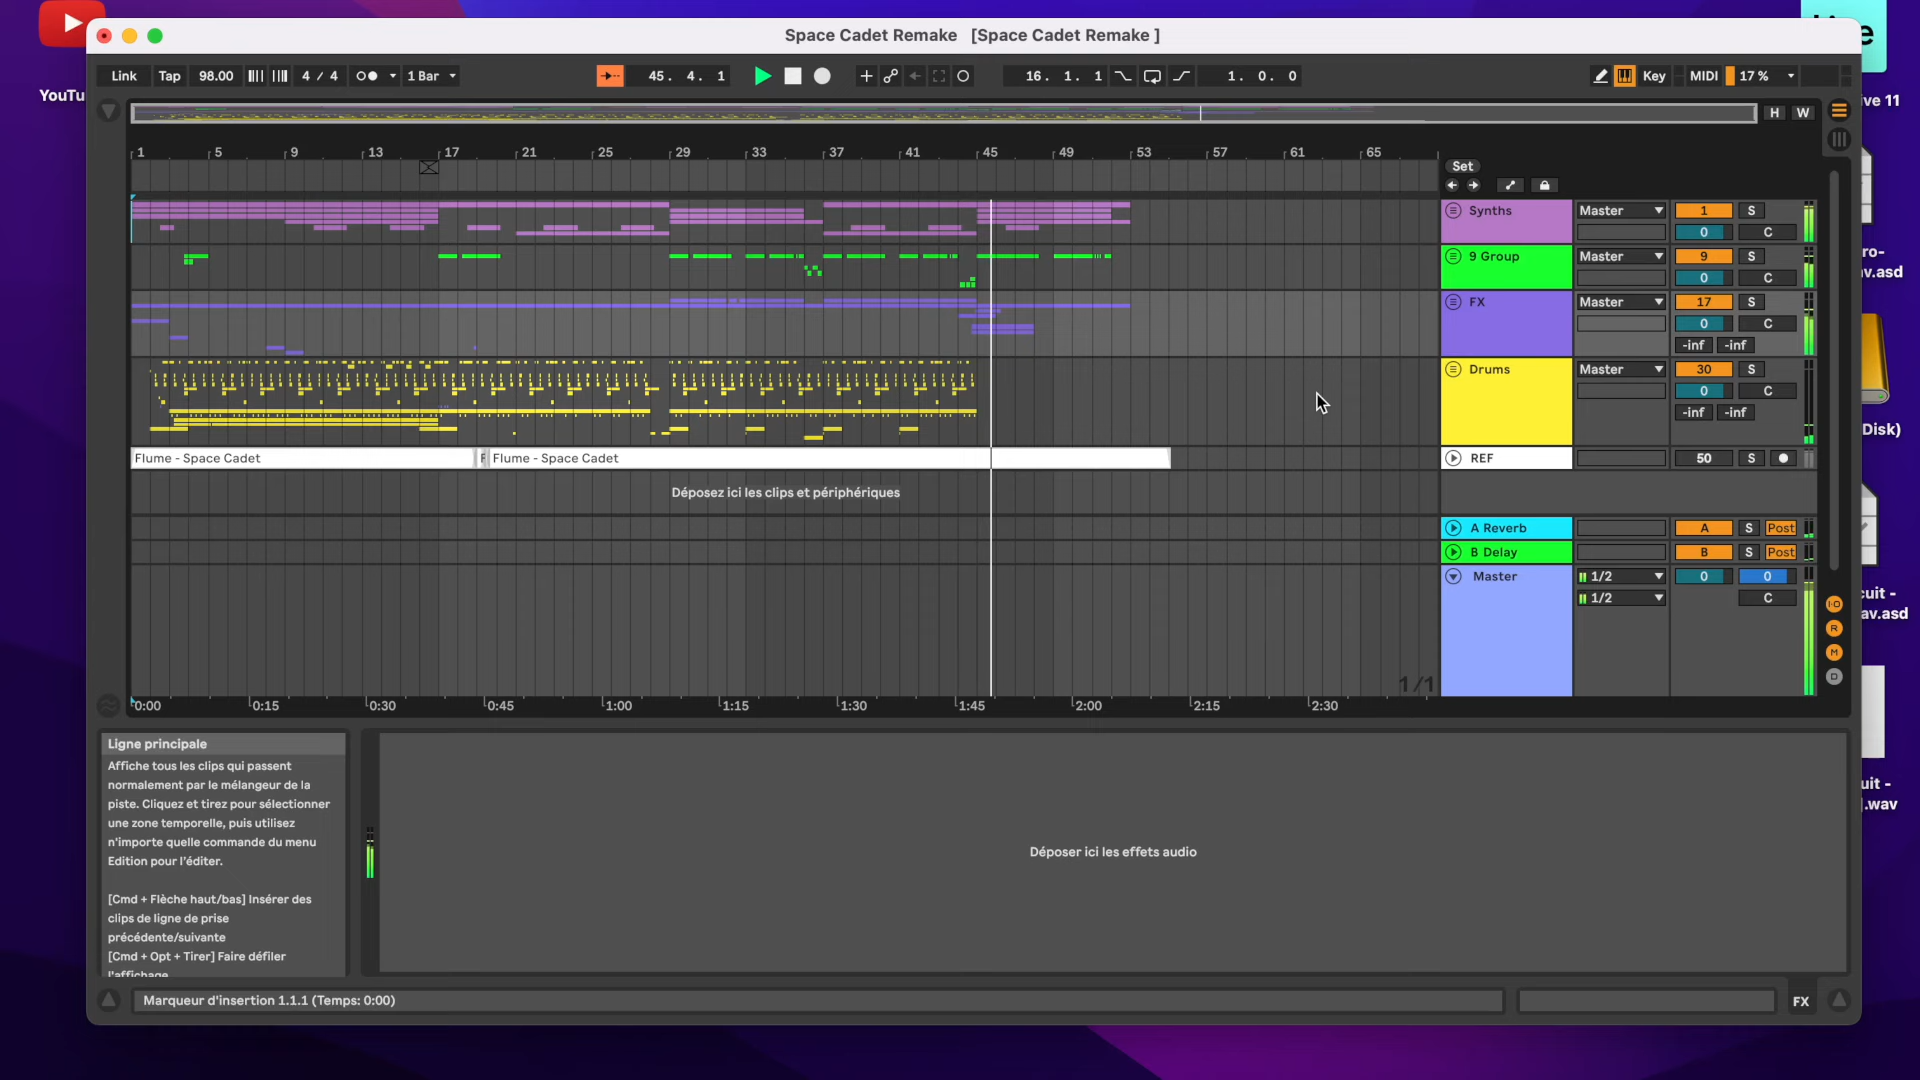 Space Cadet Remake [Space Cadet Remake ]
YouTu
Link Tap 98.00 4 / 4 1 Bar 45. 4. 1 16. 1. 1 1. 0. 0 Key MIDI 17 %
ive 11
H W
1 5 9 13 17 21 25 29 33 37 41 45 49 53 57 61 65
Set
Synths Master 1 S
0 C
9 Group Master 9 S
0 C
ro-
av.asd
FX Master 17 S
0 C
-inf -inf
Drums Master 30 S
0 C
-inf -inf
Disk)
Flume - Space Cadet F Flume - Space Cadet REF 50 S
Déposez ici les clips et périphériques
A Reverb A S Post
B Delay B S Post
Master 1/2 0 0
1/2 C
I·O
R
M
D
cuit -
av.asd
1/1
0:00 0:15 0:30 0:45 1:00 1:15 1:30 1:45 2:00 2:15 2:30
Ligne principale
Affiche tous les clips qui passent
normalement par le mélangeur de la
piste. Cliquez et tirez pour sélectionner
une zone temporelle, puis utilisez
n'importe quelle commande du menu
Edition pour l'éditer.
[Cmd + Flèche haut/bas] Insérer des
clips de ligne de prise
précédente/suivante
[Cmd + Opt + Tirer] Faire défiler
l'affichage
Déposer ici les effets audio
uit -
].wav
Marqueur d'insertion 1.1.1 (Temps: 0:00)
FX